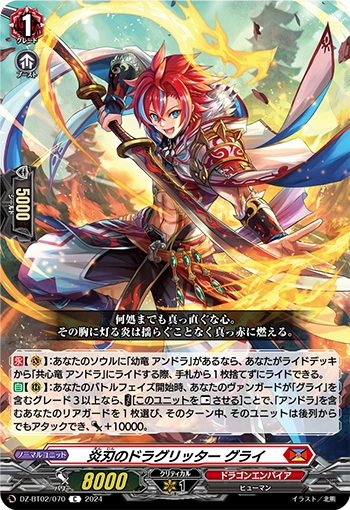 1
グレード
ブースト
5000
シールド
何処までも真っ直ぐな心。
その胸に灯る炎は揺らぐことなく真っ赤に燃える。
永【】:あなたのソウルに「幼竜 アンドラ」があるなら、あなたがライドデッキ
から「共心竜 アンドラ」にライドする際、手札から1枚捨てずにライドできる。
自【】:あなたのバトルフェイズ開始時、あなたのヴァンガードが「グライ」を
含むグレード3以上なら、【このユニットを→させる】ことで、「アンドラ」を含
むあなたのリアガードを1枚選び、そのターン中、そのユニットは後列から
でもアタックでき、+10000。
ノーマルユニット
炎刃のドラグリッター グライ
パワー
8000
クリティカル
1
ドラゴンエンパイア
ヒューマン
DZ-BT02/070 C 2024
イラスト/北熊